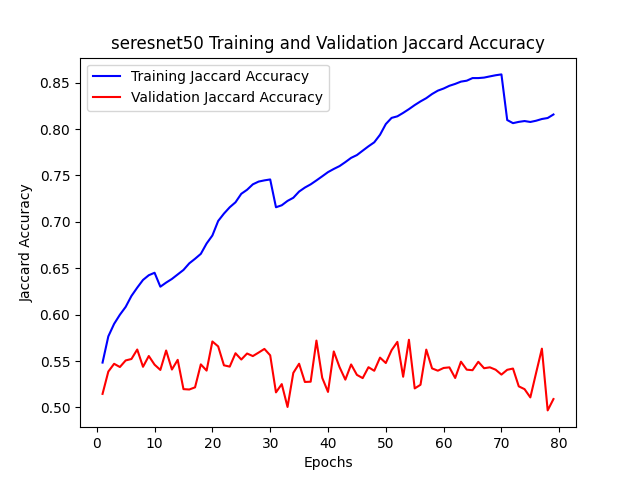 seresnet50 Training and Validation Jaccard Accuracy
Training Jaccard Accuracy
Validation Jaccard Accuracy
Jaccard Accuracy
0.85
0.80
0.75
0.70
0.65
0.60
0.55
0.50
0 10 20 30 40 50 60 70 80
Epochs